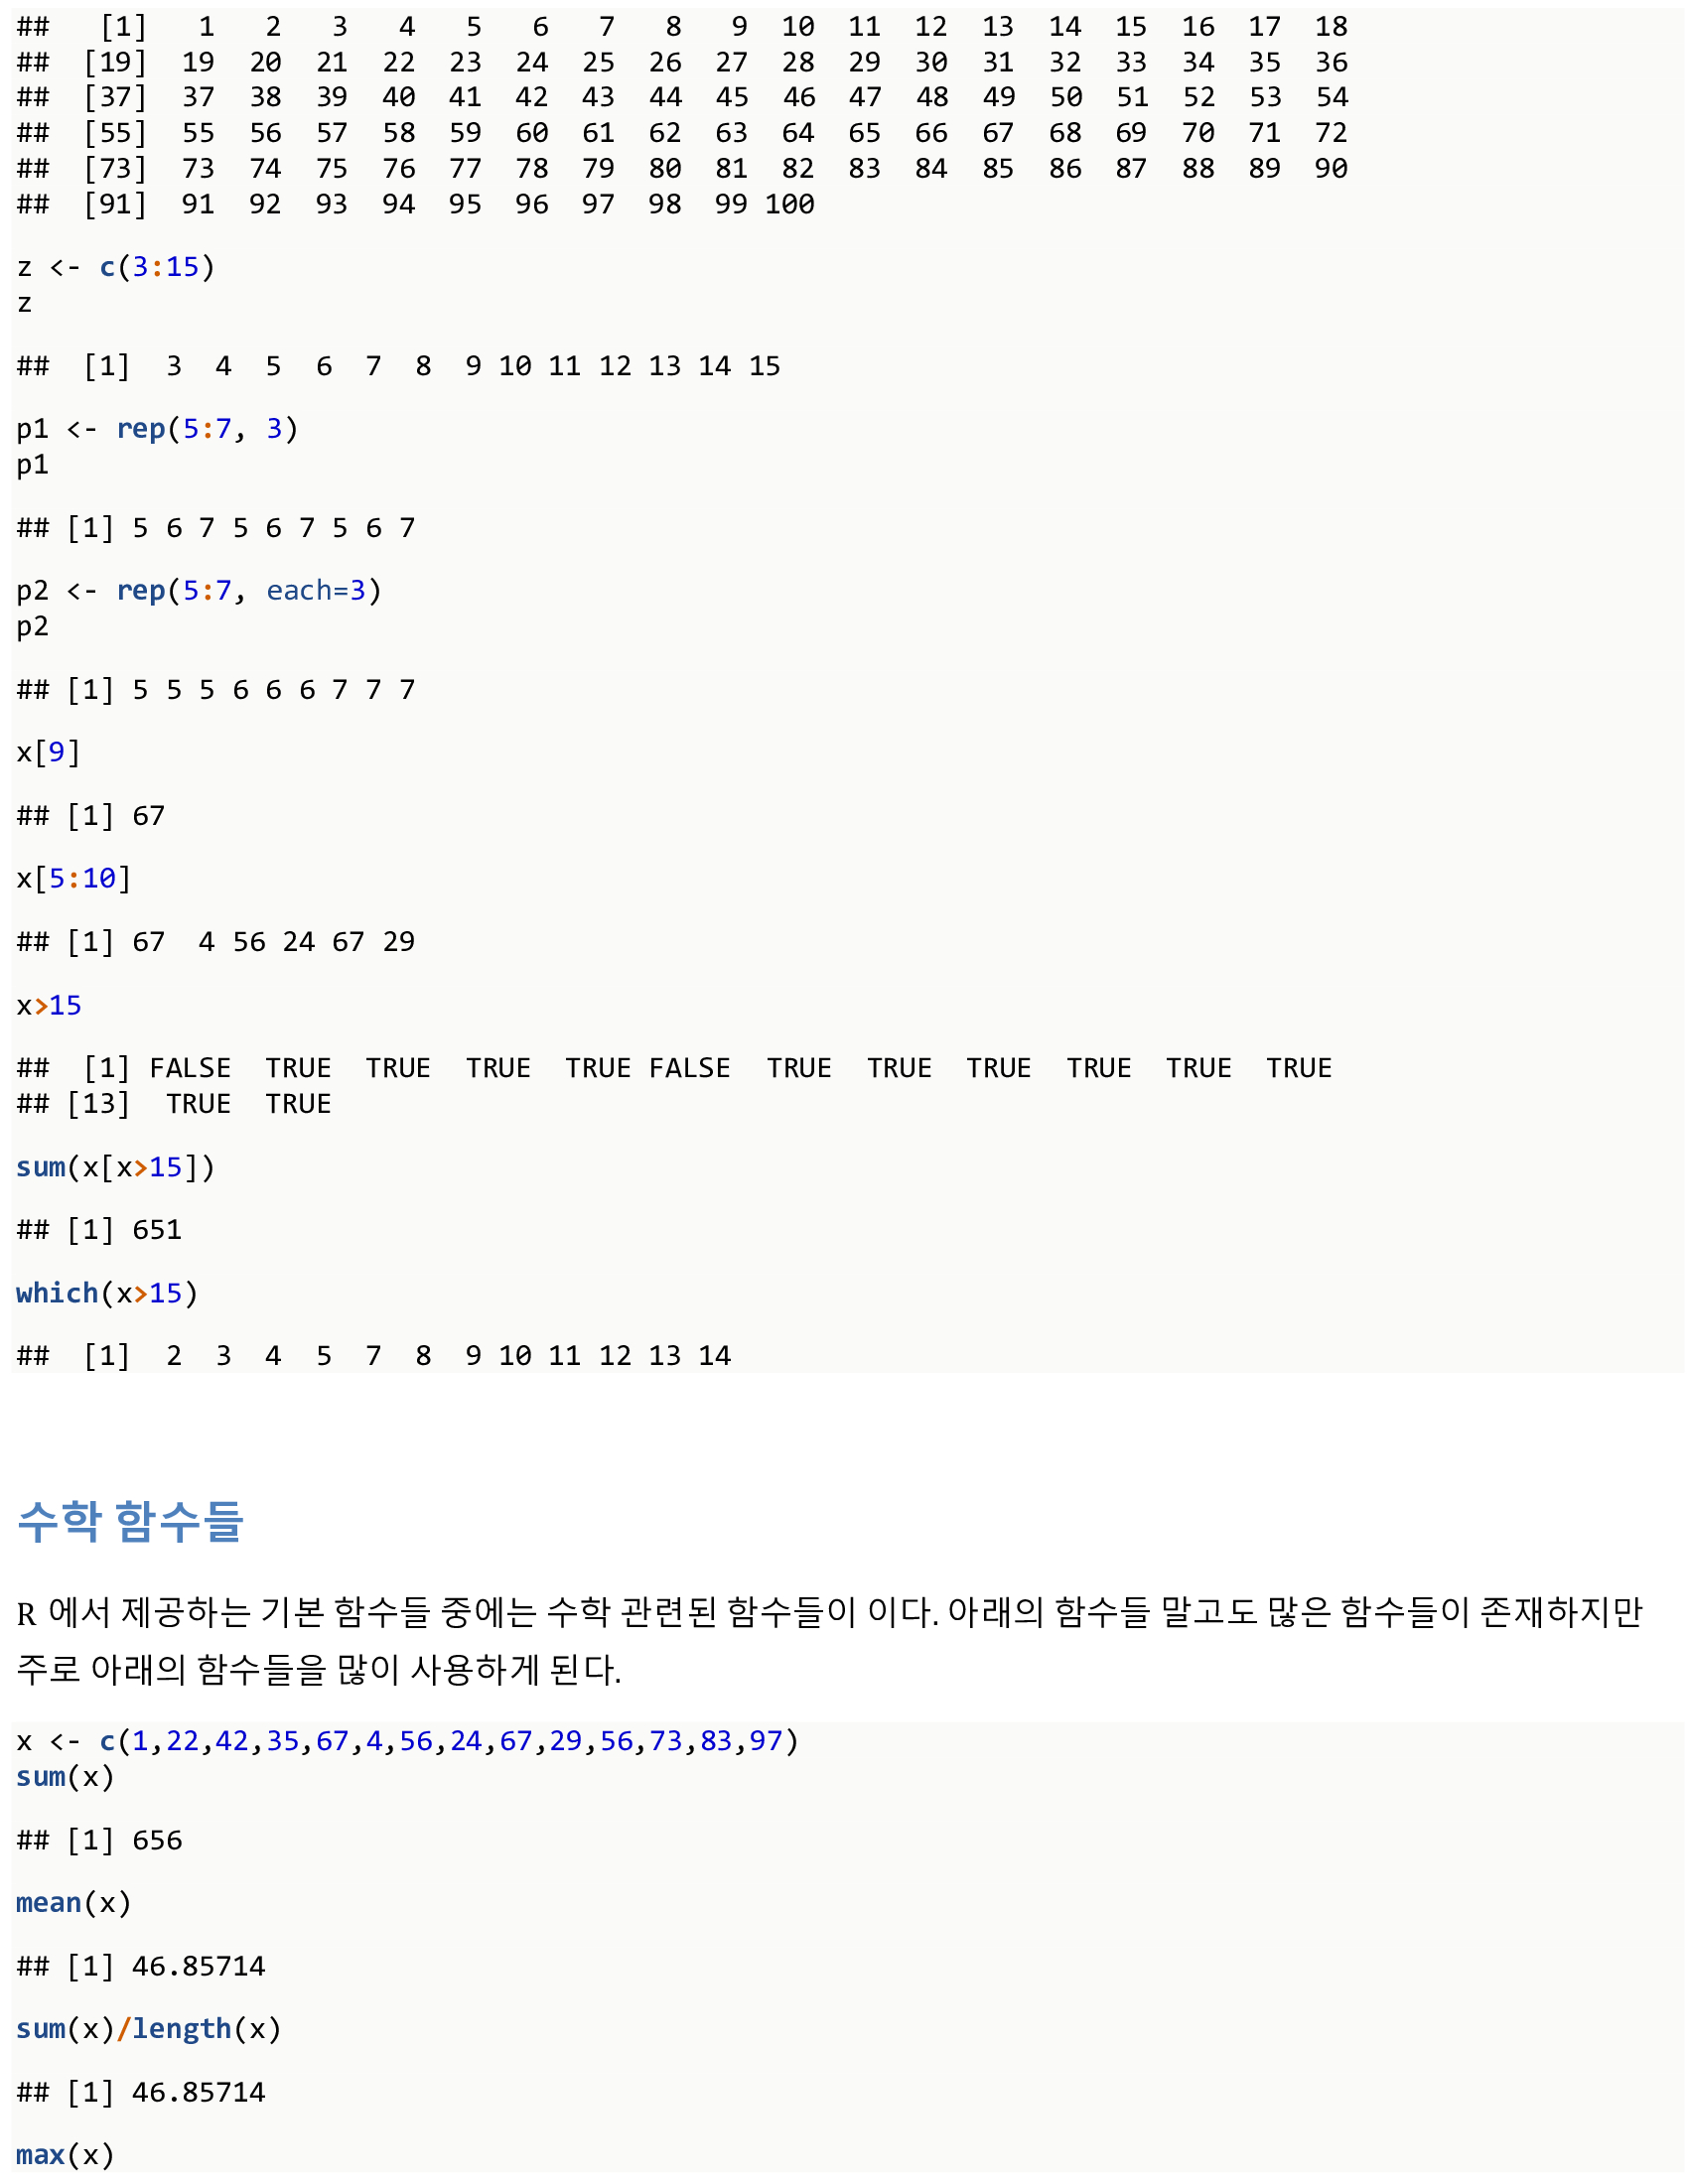 ##   [1]   1   2   3   4   5   6   7   8   9  10  11  12  13  14  15  16  17  18
##  [19]  19  20  21  22  23  24  25  26  27  28  29  30  31  32  33  34  35  36
##  [37]  37  38  39  40  41  42  43  44  45  46  47  48  49  50  51  52  53  54
##  [55]  55  56  57  58  59  60  61  62  63  64  65  66  67  68  69  70  71  72
##  [73]  73  74  75  76  77  78  79  80  81  82  83  84  85  86  87  88  89  90
##  [91]  91  92  93  94  95  96  97  98  99 100
z <- c(3:15)
z
##  [1]  3  4  5  6  7  8  9 10 11 12 13 14 15
p1 <- rep(5:7, 3)
p1
## [1] 5 6 7 5 6 7 5 6 7
p2 <- rep(5:7, each=3)
p2
## [1] 5 5 5 6 6 6 7 7 7
x[9]
## [1] 67
x[5:10]
## [1] 67  4 56 24 67 29
x>15
##  [1] FALSE  TRUE  TRUE  TRUE  TRUE FALSE  TRUE  TRUE  TRUE  TRUE  TRUE  TRUE
## [13]  TRUE  TRUE
sum(x[x>15])
## [1] 651
which(x>15)
##  [1]  2  3  4  5  7  8  9 10 11 12 13 14
수학 함수들
R 에서 제공하는 기본 함수들 중에는 수학 관련된 함수들이 이다. 아래의 함수들 말고도 많은 함수들이 존재하지만
주로 아래의 함수들을 많이 사용하게 된다.
x <- c(1,22,42,35,67,4,56,24,67,29,56,73,83,97)
sum(x)
## [1] 656
mean(x)
## [1] 46.85714
sum(x)/length(x)
## [1] 46.85714
max(x)